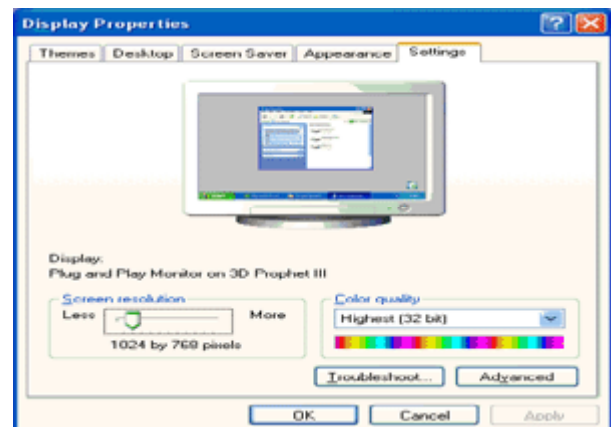 Display Properties
Themes Desktop Screen Saver Appearance Settings
Display:
Plug and Play Monitor on 3D Prophet III
Screen resolution
Less More
1024 by 768 pixels
Color quality
Highest (32 bit)
Troubleshoot... Advanced
OK Cancel Apply